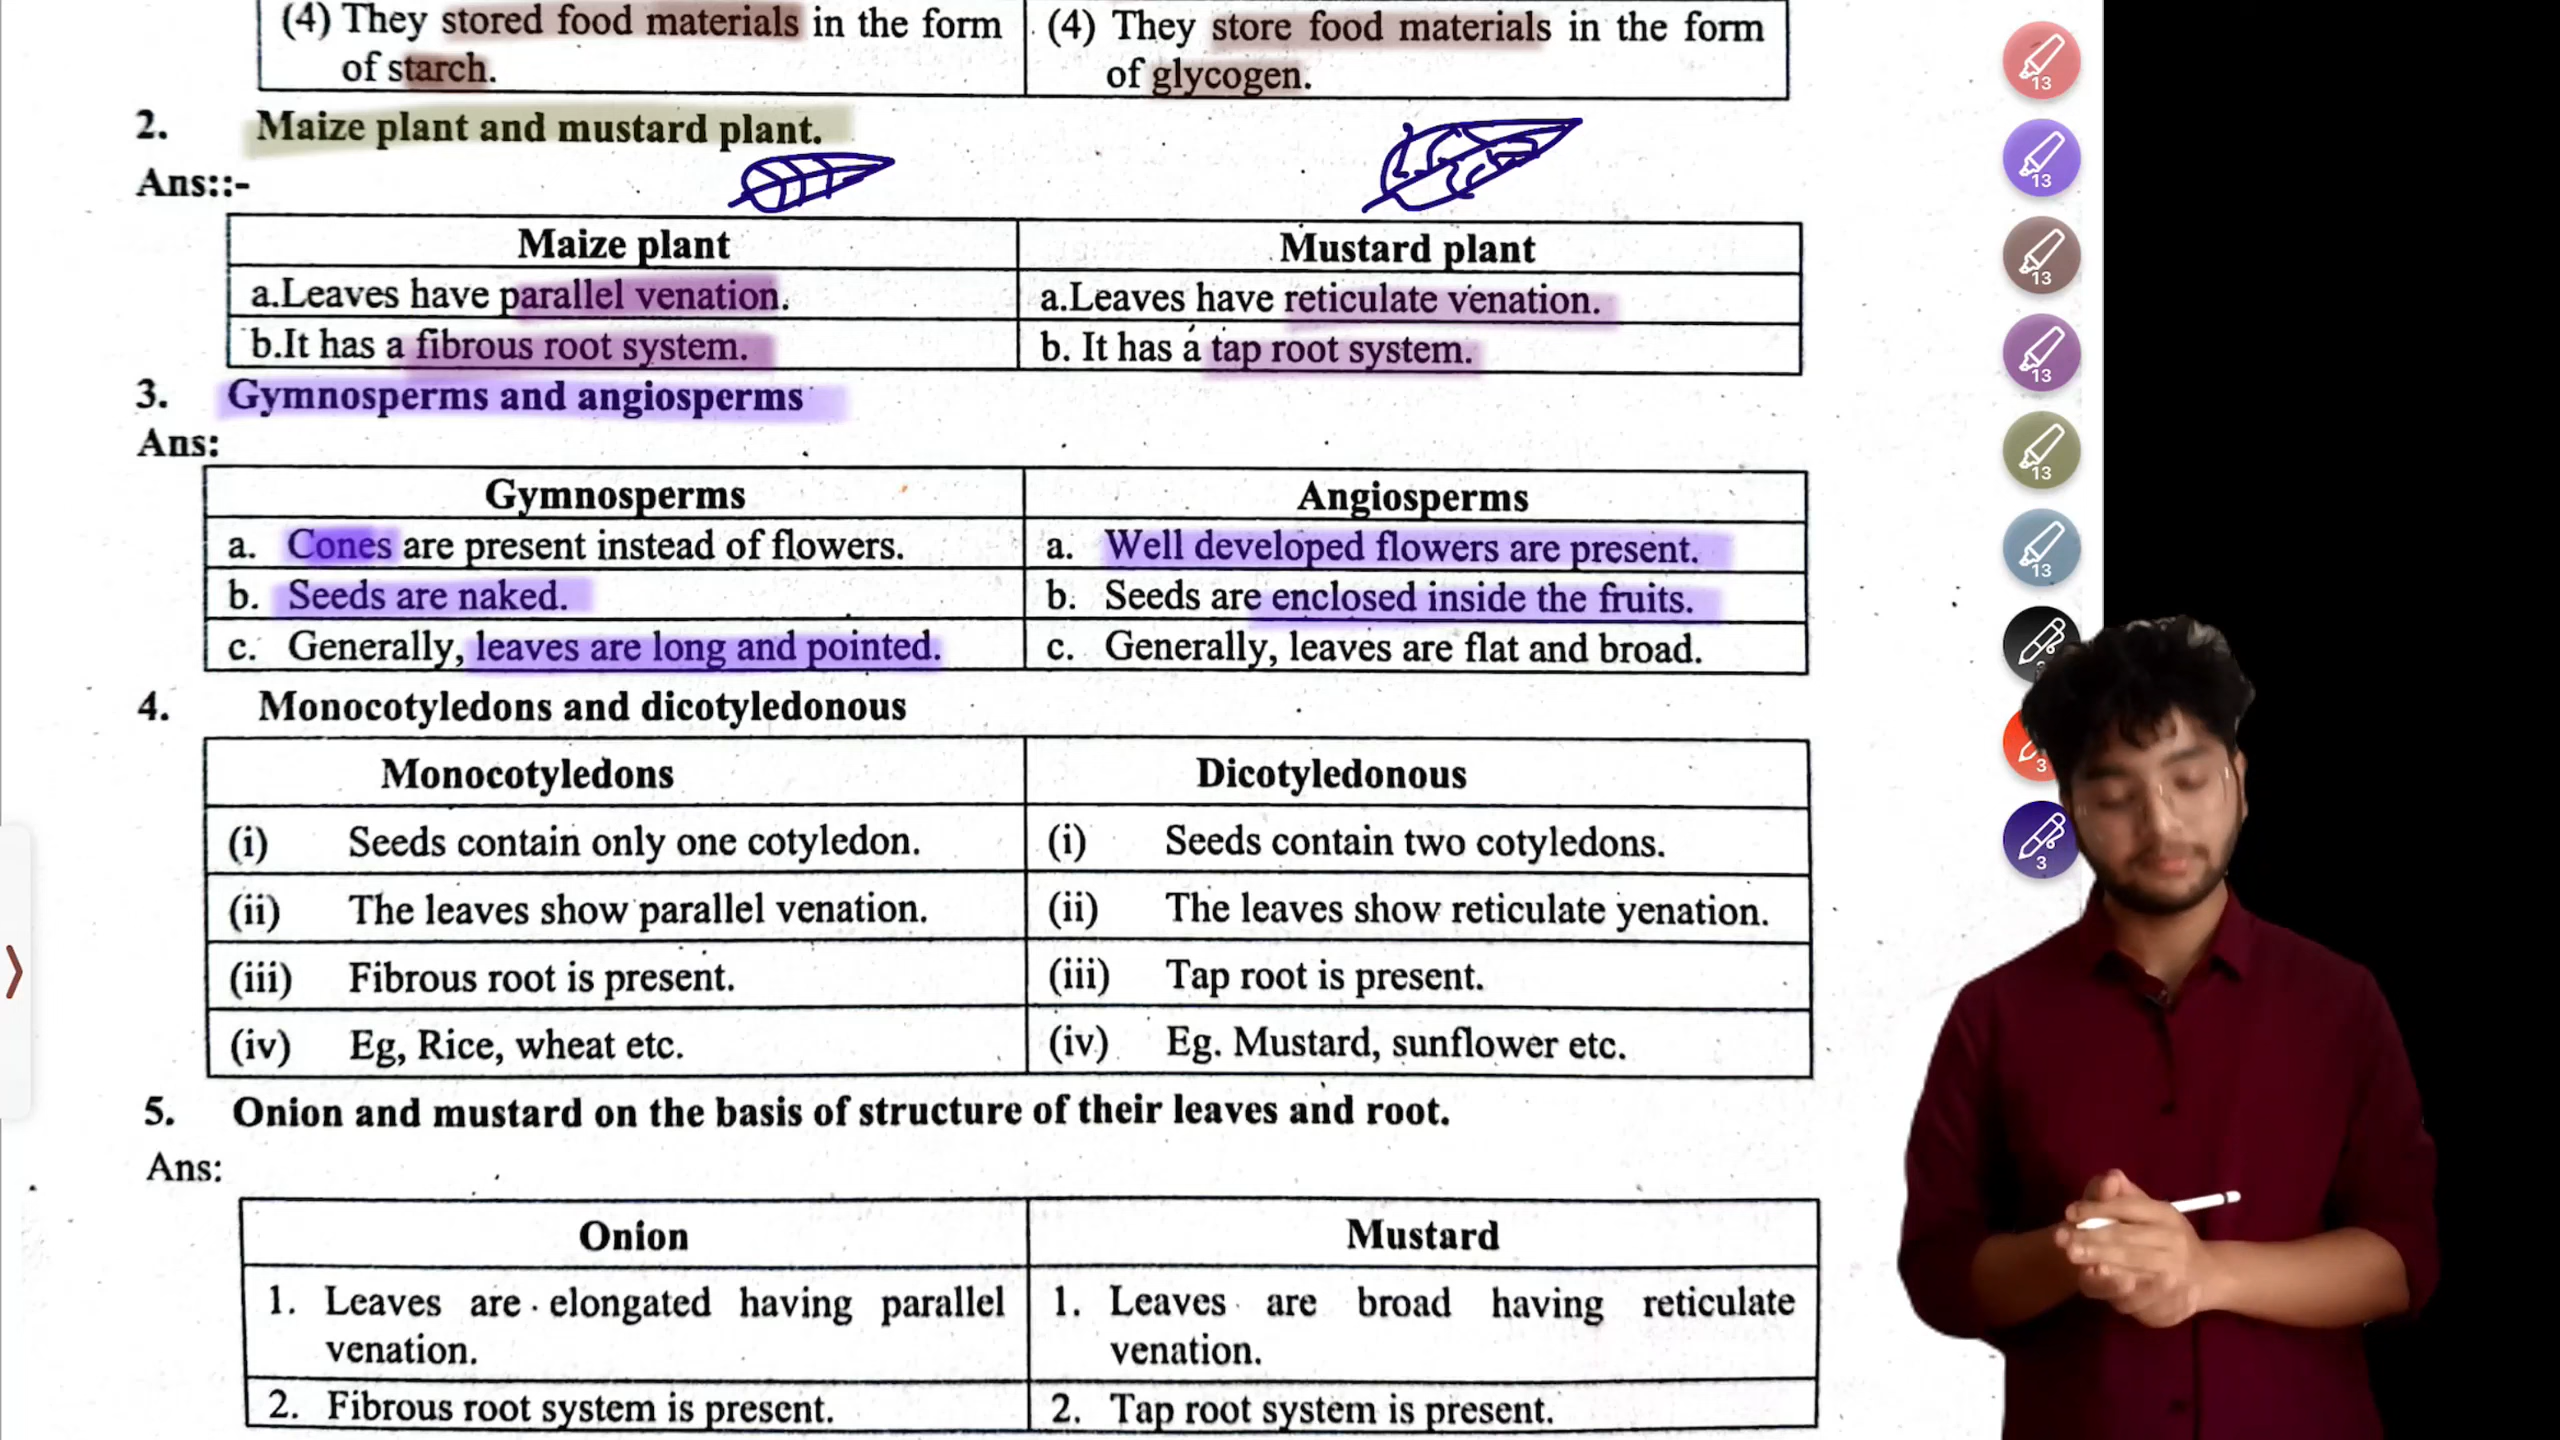 (4) They stored food materials in the form
of starch.
(4) They store food materials in the form
of glycogen.
2. Maize plant and mustard plant.
Ans::-
Maize plant
Mustard plant
a.Leaves have parallel venation.
a.Leaves have reticulate venation.
b.It has a fibrous root system.
b. It has a tap root system.
3. Gymnosperms and angiosperms
Ans:
Gymnosperms
Angiosperms
a. Cones are present instead of flowers.
a. Well developed flowers are present.
b. Seeds are naked.
b. Seeds are enclosed inside the fruits.
c. Generally, leaves are long and pointed.
c. Generally, leaves are flat and broad.
4. Monocotyledons and dicotyledonous
Monocotyledons
Dicotyledonous
(i) Seeds contain only one cotyledon.
(i) Seeds contain two cotyledons.
(ii) The leaves show parallel venation.
(ii) The leaves show reticulate yenation.
(iii) Fibrous root is present.
(iii) Tap root is present.
(iv) Eg, Rice, wheat etc.
(iv) Eg. Mustard, sunflower etc.
5. Onion and mustard on the basis of structure of their leaves and root.
Ans:
Onion
Mustard
1. Leaves are elongated having parallel
venation.
1. Leaves are broad having reticulate
venation.
2. Fibrous root system is present.
2. Tap root system is present.
13
13
13
13
13
13
3
3